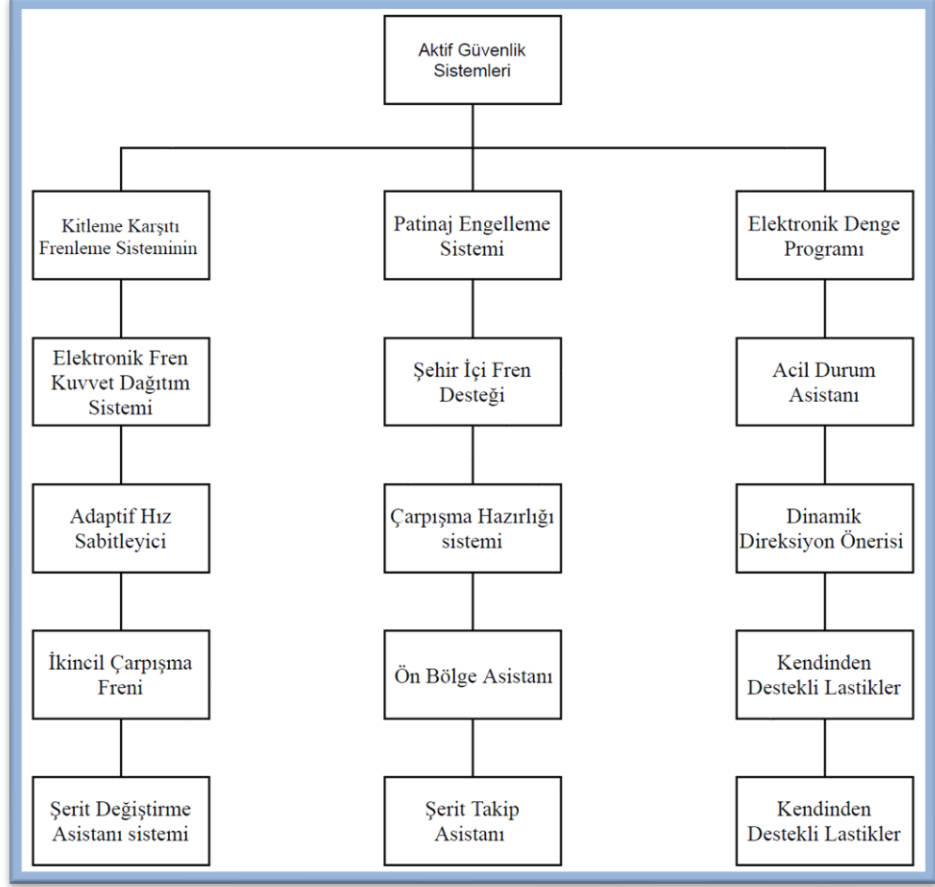 Aktif Güvenlik
Sistemleri
Kitleme Karşıtı
Frenleme Sisteminin
Patinaj Engelleme
Sistemi
Elektronik Denge
Programı
Elektronik Fren
Kuvvet Dağıtım
Sistemi
Şehir İçi Fren
Desteği
Acil Durum
Asistanı
Adaptif Hız
Sabitleyici
Çarpışma Hazırlığı
sistemi
Dinamik
Direksiyon Önerisi
İkincil Çarpışma
Freni
Ön Bölge Asistanı
Kendinden
Destekli Lastikler
Şerit Değiştirme
Asistanı sistemi
Şerit Takip
Asistanı
Kendinden
Destekli Lastikler